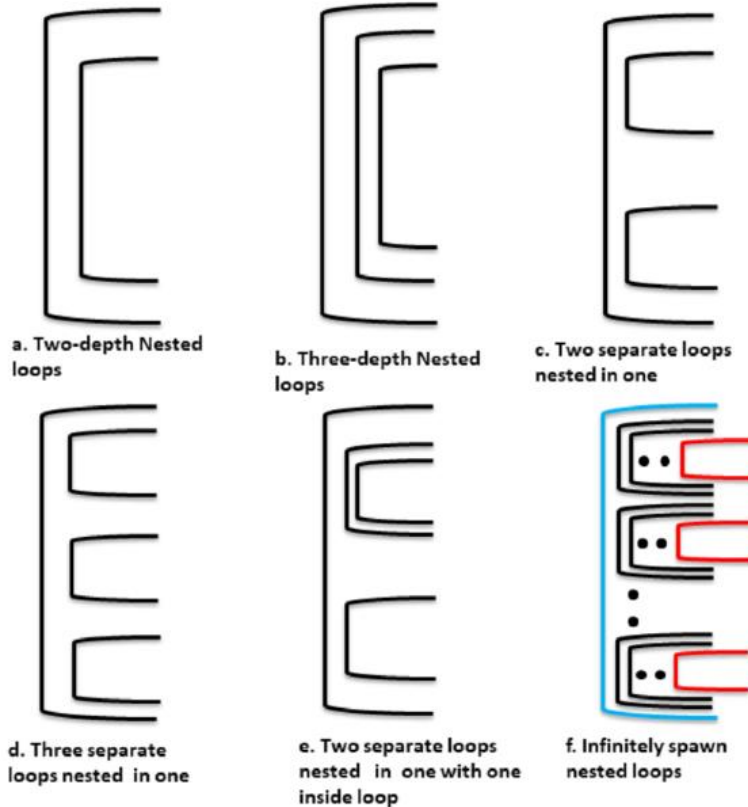 a. Two-depth Nested
loops
b. Three-depth Nested
loops
c. Two separate loops
nested in one
d. Three separate
loops nested in one
e. Two separate loops
nested in one with one
inside loop
f. Infinitely spawn
nested loops